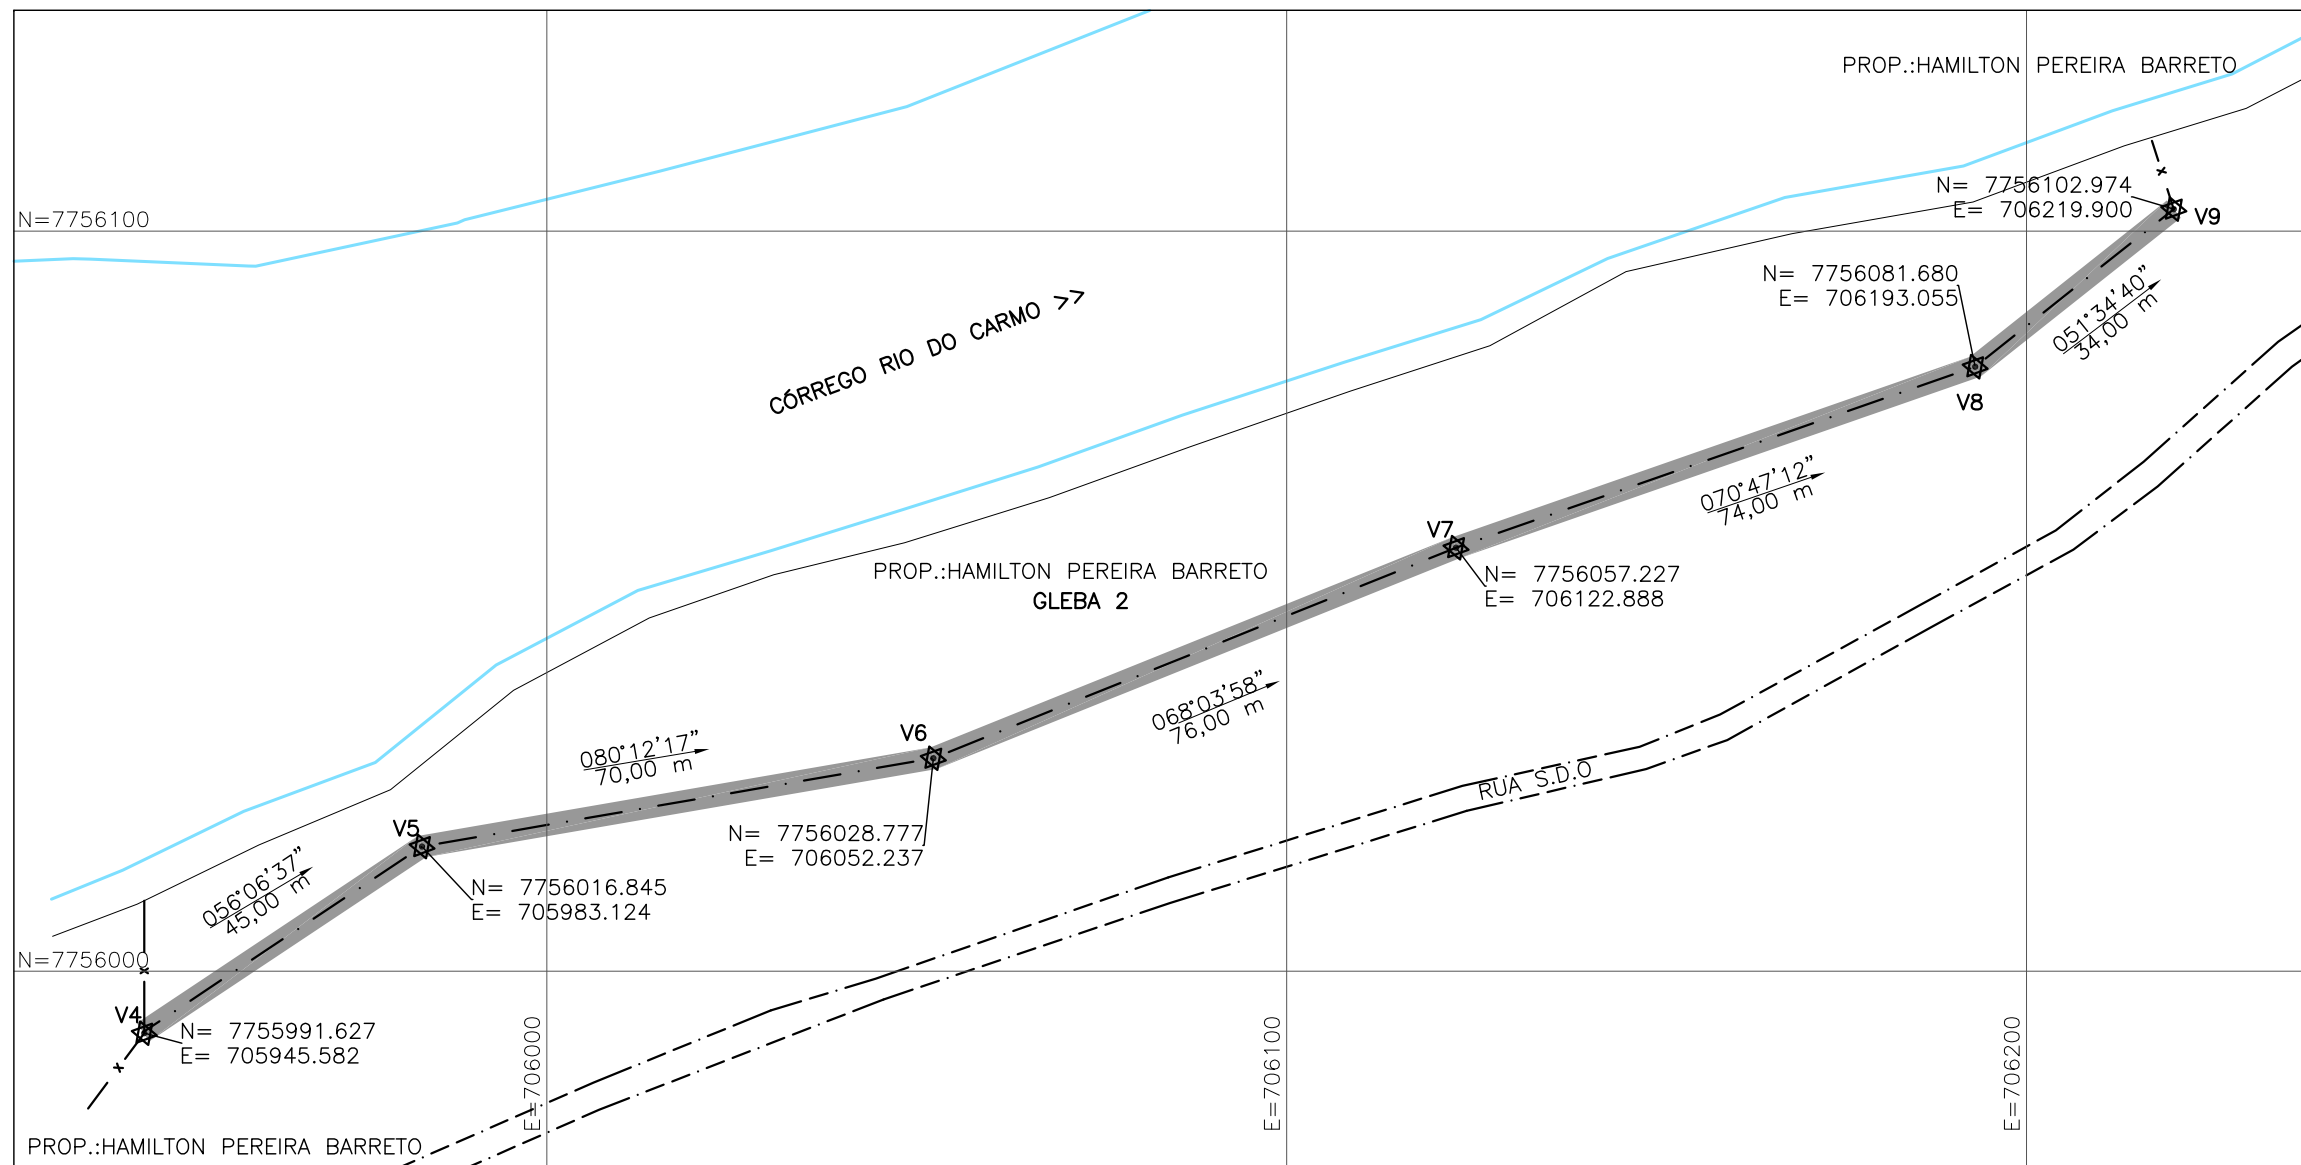 PROP.:HAMILTON PEREIRA BARRETO
N= 7756102.974
E= 706219.900
V9
N=7756100
N= 7756081.680
E= 706193.055
051°34'40"
34,00 m
CÓRREGO RIO DO CARMO >>
V8
070°47'12"
74,00 m
V7
PROP.:HAMILTON PEREIRA BARRETO
GLEBA 2
N= 7756057.227
E= 706122.888
068°03'58"
76,00 m
V6
080°12'17"
70,00 m
RUA S.D.O
V5
N= 7756028.777
E= 706052.237
056°06'37"
45,00 m
N= 7756016.845
E= 705983.124
N=7756000
V4
N= 7755991.627
E= 705945.582
E=706000
E=706100
E=706200
PROP.:HAMILTON PEREIRA BARRETO